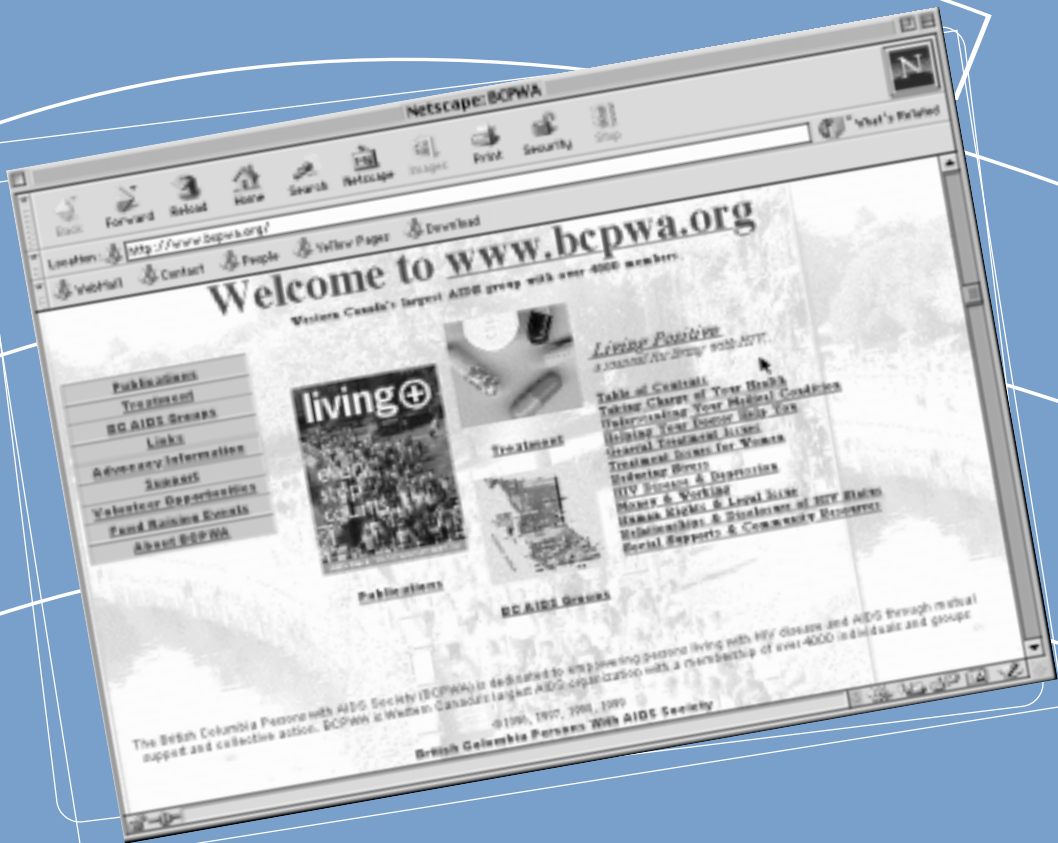 Netscape: BCPWA
Back
Forward
Reload
Home
Search
Netscape
Images
Print
Security
Stop
N
Location: http://www.bcpwa.org/
What's Related
WebMail
Contact
People
Yellow Pages
Download
Welcome to www.bcpwa.org
Western Canada's largest AIDS group with over 4000 members.
Publications
Treatment
BC AIDS Groups
Links
Advocacy Information
Support
Volunteer Opportunities
Fund Raising Events
About BCPWA
living +
Publications
Treatment
BC AIDS Groups
Living Positive
a manual for living with HIV
Table of Contents
Taking Charge of Your Health
Understanding Your Medical Condition
Helping Your Doctor Help You
General Treatment Issues
Treatment Issues for Women
Reducing Stress
HIV Disease & Depression
Money & Working
Human Rights & Legal Issue
Relationships & Disclosure of HIV Status
Social Supports & Community Resources
The British Columbia Persons with AIDS Society (BCPWA) is dedicated to empowering persons living with HIV disease and AIDS through mutual
support and collective action. BCPWA is Western Canada's largest AIDS organization with a membership of over 4000 individuals and groups
©1996, 1997, 1998, 1999
British Columbia Persons With AIDS Society